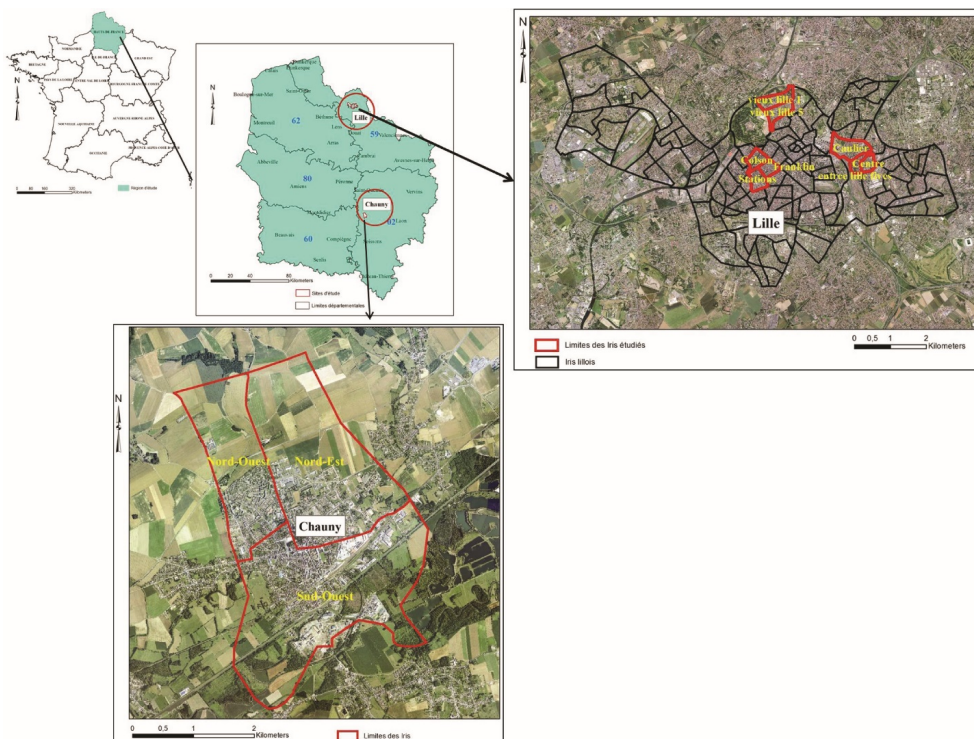 HAUTS-DE-FRANCE
NORMANDIE
ILE DE FRANCE
GRAND EST
BRETAGNE
PAYS DE LA LOIRE
CENTRE VAL DE LOIRE
BOURGOGNE FRANCHE COMTE
NOUVELLE AQUITAINE
AUVERGNE RHONE ALPES
OCCITANIE
N
Kilometers
Région d'étude
N
Dunkerque
Calais
Saint-Omer
Boulogne-sur-Mer
Lille
Béthune
62
Lens
59
Montreuil
Douai
Valenciennes
Arras
Cambrai
Avesnes-sur-Helpe
Abbeville
80
Péronne
Amiens
Vervins
Chauny
Montdidier
02
Laon
Beauvais
60
Compiègne
Soissons
Senlis
Château-Thierry
0 20 40 80
Kilometers
Sites d'étude
Limites départementales
N
vieux lille
vieux lille 5
Caulier
Colson
Franklin
Centre
Stations
entrée lille fives
Lille
Limites des Iris étudiés
Iris lillois
0 0,5 1 2
Kilometers
N
Nord-Ouest
Nord-Est
Chauny
Sud-Ouest
0 0,5 1 2
Kilometers
Limites des Iris